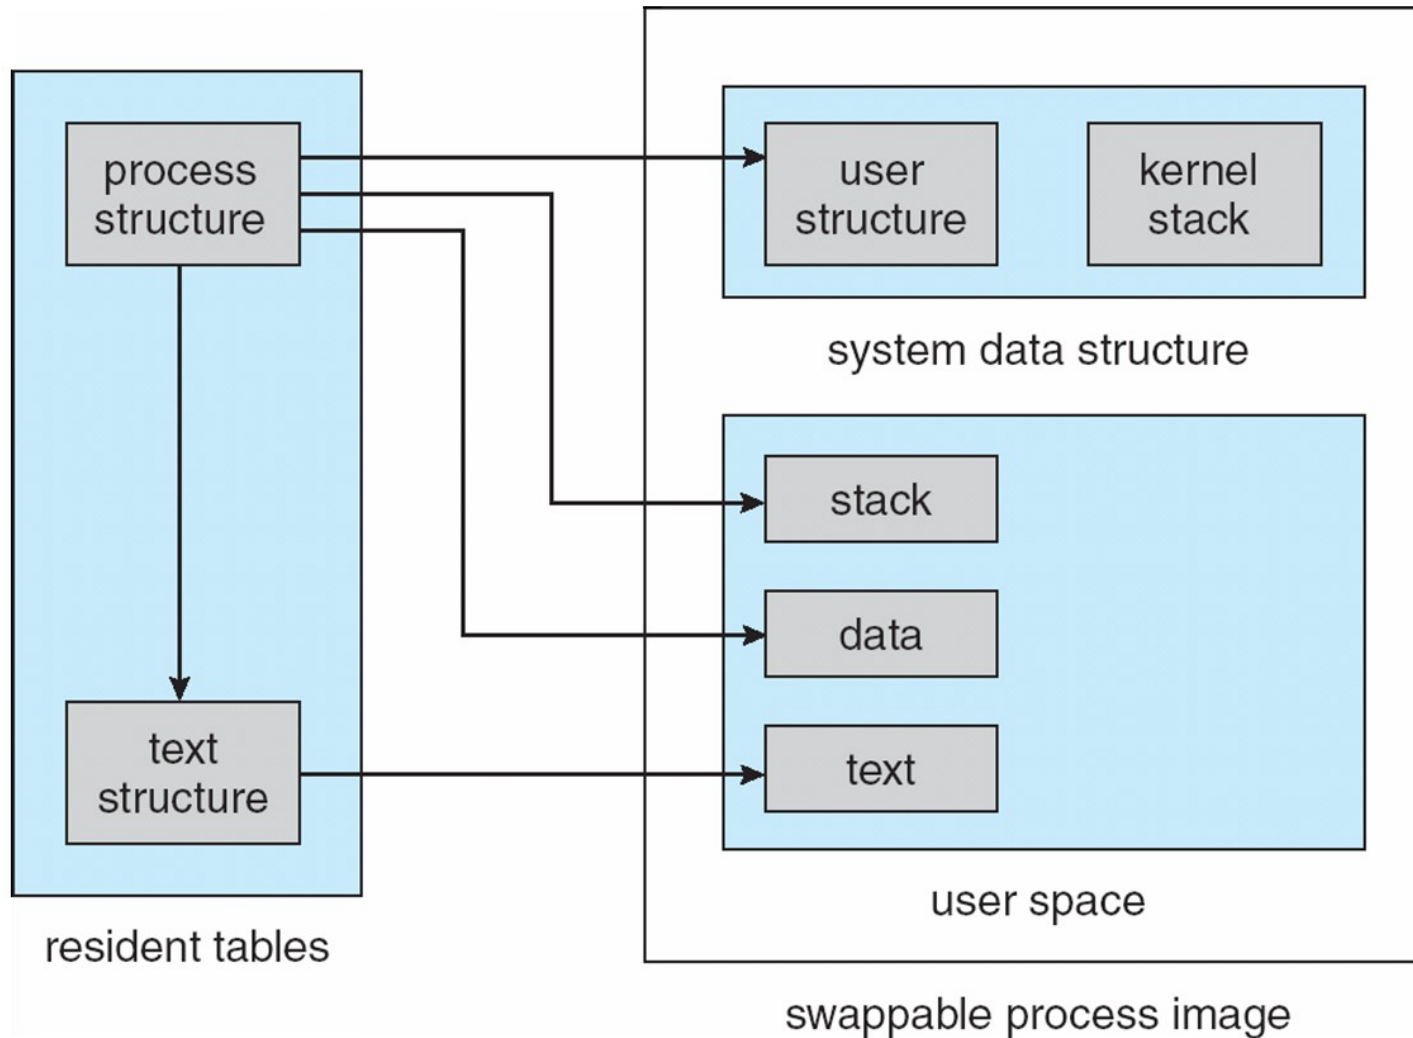 process
structure
text
structure
resident tables
user
structure
kernel
stack
system data structure
stack
data
text
user space
swappable process image